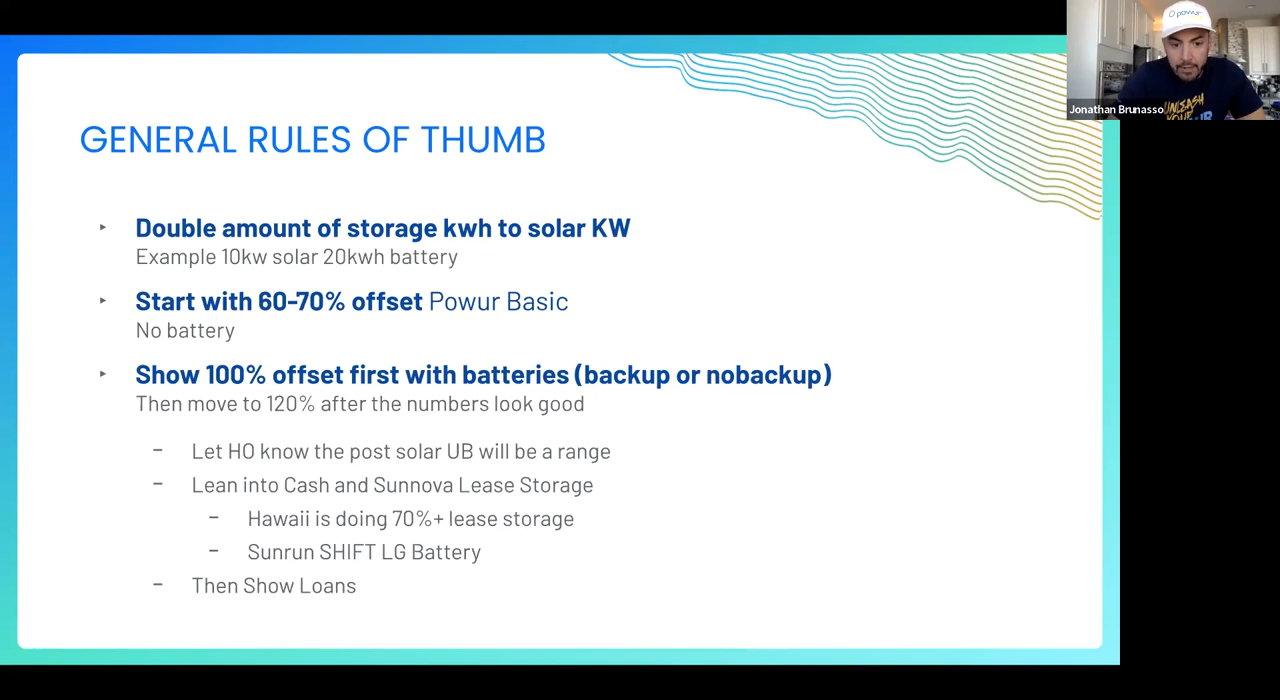 GENERAL RULES OF THUMB
Double amount of storage kwh to solar KW
Example 10kw solar 20kwh battery
Start with 60-70% offset Powur Basic
No battery
Show 100% offset first with batteries (backup or nobackup)
Then move to 120% after the numbers look good
Let HO know the post solar UB will be a range
Lean into Cash and Sunnova Lease Storage
Hawaii is doing 70%+ lease storage
Sunrun SHIFT LG Battery
Then Show Loans
powur
Jonathan Brunasso
UNLEASH
YOUR